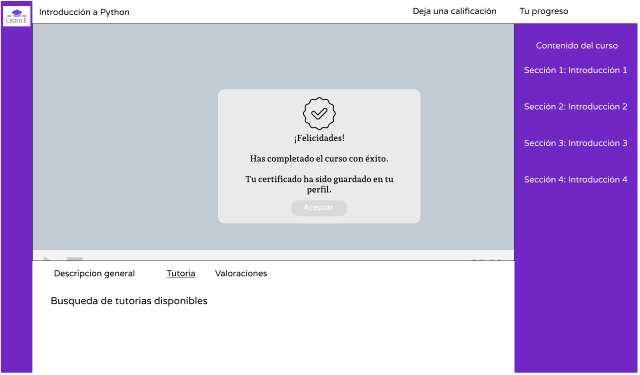 Learn E
Introducción a Python
Deja una calificación
Tu progreso
Contenido del curso
Sección 1: Introducción 1
Sección 2: Introducción 2
Sección 3: Introducción 3
Sección 4: Introducción 4
¡Felicidades!
Has completado el curso con éxito.
Tu certificado ha sido guardado en tu
perfil.
Aceptar
Descripcion general
Tutoria
Valoraciones
Busqueda de tutorias disponibles